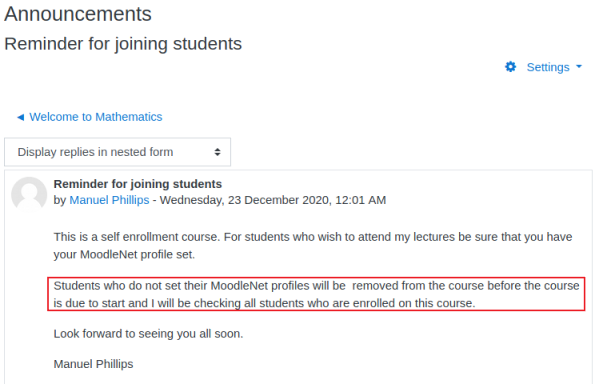 Announcements
Reminder for joining students
Settings
◄ Welcome to Mathematics
Display replies in nested form
Reminder for joining students
by Manuel Phillips - Wednesday, 23 December 2020, 12:01 AM
This is a self enrollment course. For students who wish to attend my lectures be sure that you have
your MoodleNet profile set.
Students who do not set their MoodleNet profiles will be  removed from the course before the course
is due to start and I will be checking all students who are enrolled on this course.
Look forward to seeing you all soon.
Manuel Phillips